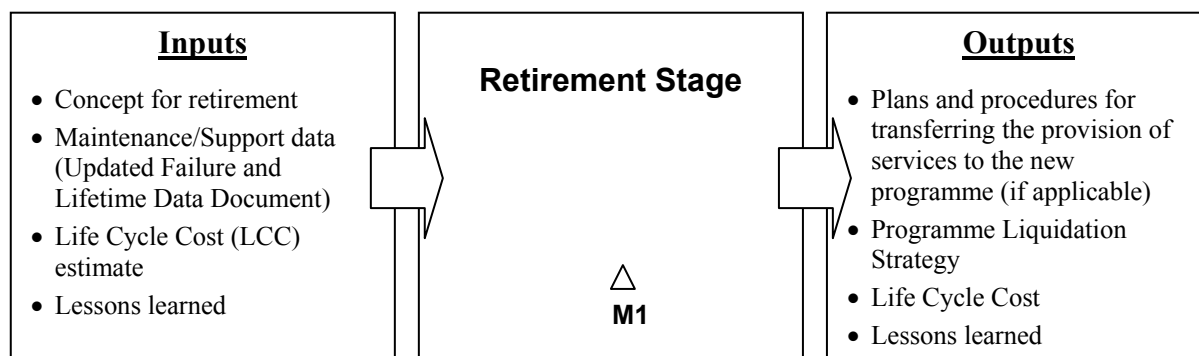 Inputs
• Concept for retirement
• Maintenance/Support data
(Updated Failure and
Lifetime Data Document)
• Life Cycle Cost (LCC)
estimate
• Lessons learned
Retirement Stage
M1
Outputs
• Plans and procedures for
transferring the provision of
services to the new
programme (if applicable)
• Programme Liquidation
Strategy
• Life Cycle Cost
• Lessons learned